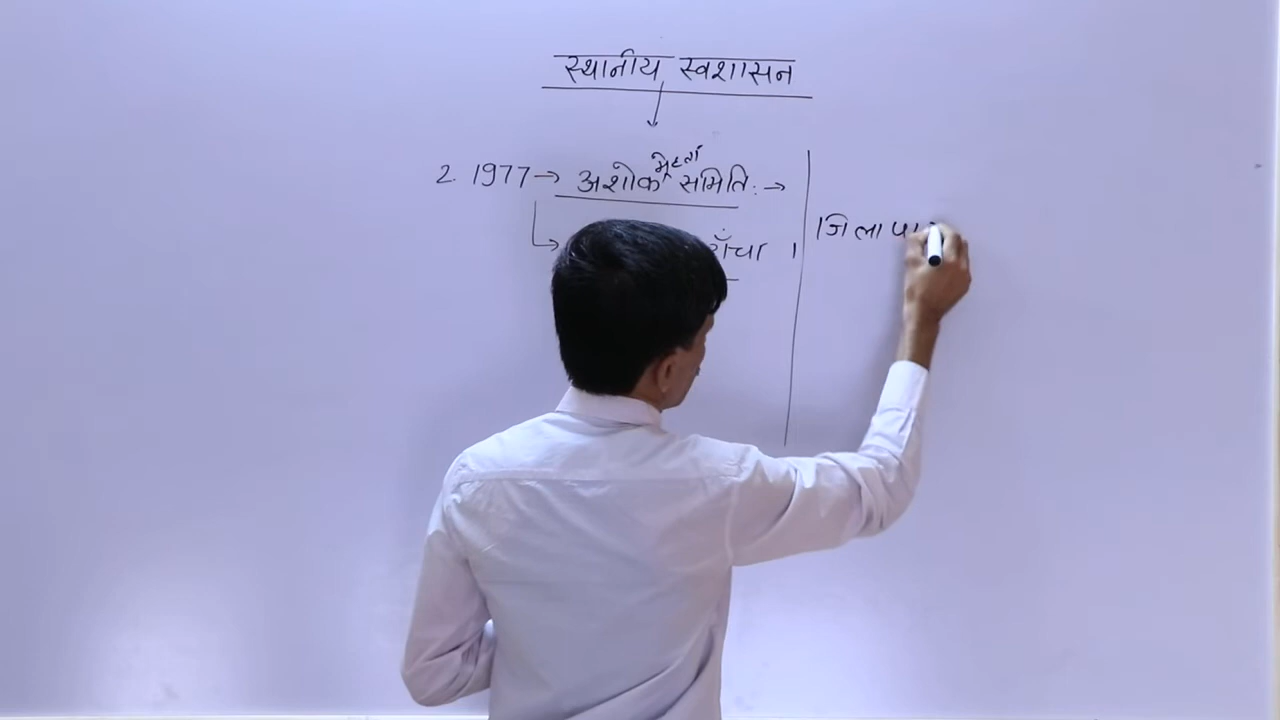 स्थानीय स्वशासन
2. 1977→ अशोक मेहता समिति:→
जिला